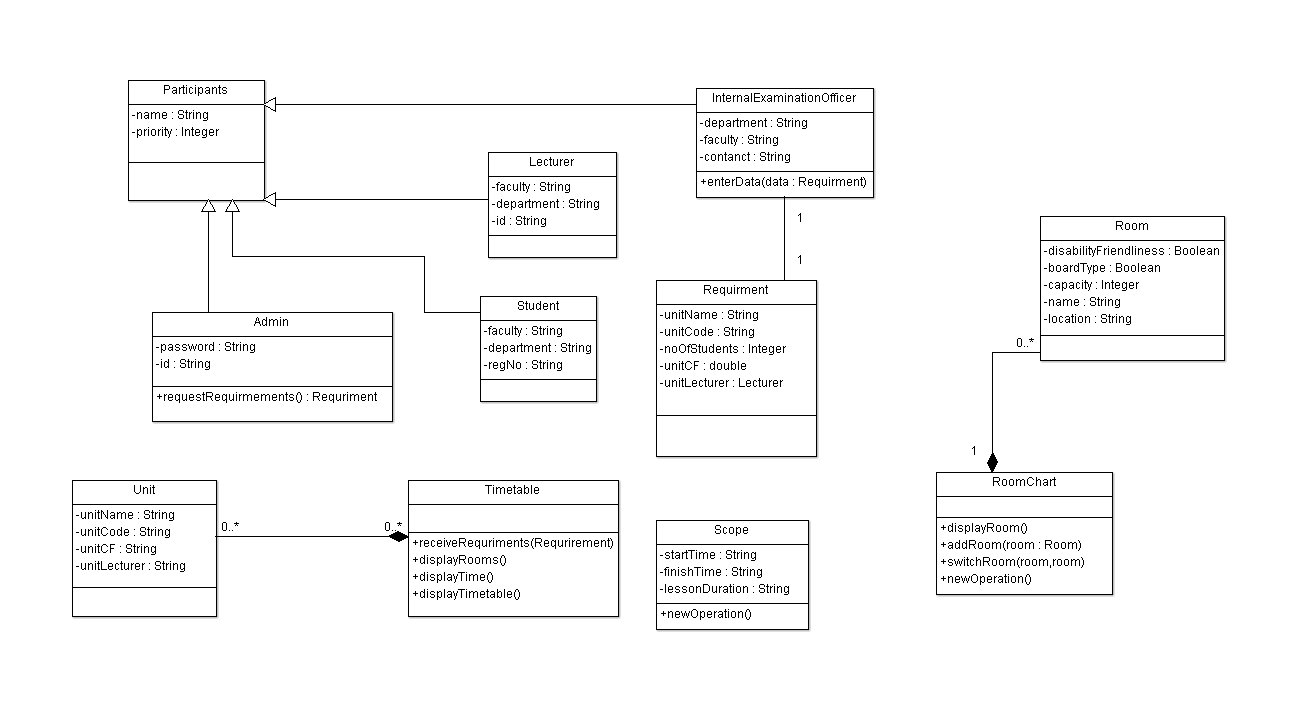 Participants
-name : String
-priority : Integer
InternalExaminationOfficer
-department : String
-faculty : String
-contanct : String
+enterData(data : Requirment)
Lecturer
-faculty : String
-department : String
-id : String
1
1
Room
-disabilityFriendliness : Boolean
-boardType : Boolean
-capacity : Integer
-name : String
-location : String
0..*
Requirment
-unitName : String
-unitCode : String
-noOfStudents : Integer
-unitCF : double
-unitLecturer : Lecturer
Student
-faculty : String
-department : String
-regNo : String
Admin
-password : String
-id : String
+requestRequirmements() : Requriment
1
RoomChart
+displayRoom()
+addRoom(room : Room)
+switchRoom(room,room)
+newOperation()
Unit
-unitName : String
-unitCode : String
-unitCF : String
-unitLecturer : String
0..*
0..*
Timetable
+receiveRequriments(Requrirement)
+displayRooms()
+displayTime()
+displayTimetable()
Scope
-startTime : String
-finishTime : String
-lessonDuration : String
+newOperation()